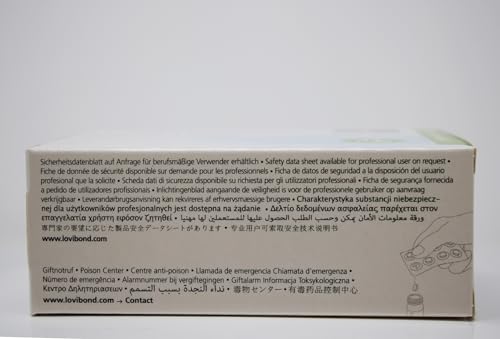 Sicherheitsdatenblatt auf Anfrage für berufsmäßige Verwender erhältlich • Safety data sheet available for professional user on request •
Fiche de donnée de sécurité disponible sur demande pour les professionnels • Ficha de datos de seguridad a la disposición del usuario
profesional que la solicite • Scheda dati di sicurezza disponibile su richiesta per gli utilizzatori professionali • Ficha de segurança fornecida
a pedido de utilizadores profissionais • Inlichtingenblad aangaande de veiligheid is voor de professionele gebruiker op aanvraag
verkrijgbaar • Leverandørbrugsanvisning kan rekvireres af erhvervsmæssige brugere • Charakterystyka substancji niebezpiecz-
nej dla użytkowników profesjonalnych jest dostępna na żądanie • Δελτίο δεδομένων ασφαλείας παρέχεται στον
επαγγελματία χρήστη εφόσον ζητηθεί • ورقة معلومات الأمان يمكن وحسب الطلب الحصول عليها للمستعملين لها مهنيا •
専門家の要望に応じた製品安全データシートがあります • 专业用户可索取安全技术说明书
www.lovibond.com
Giftnotruf • Poison Center • Centre anti-poison • Llamada de emergencia Chiamata d'emergenza •
Número de emergência • Alarmnummer bij vergiftegingen • Giftalarm Informacja Toksykologiczna •
Κεντρο Δηλητηριασεων • نداء النجدة بسبب التسمم • 毒物センター • 有毒药品控制中心
www.lovibond.com → Contact